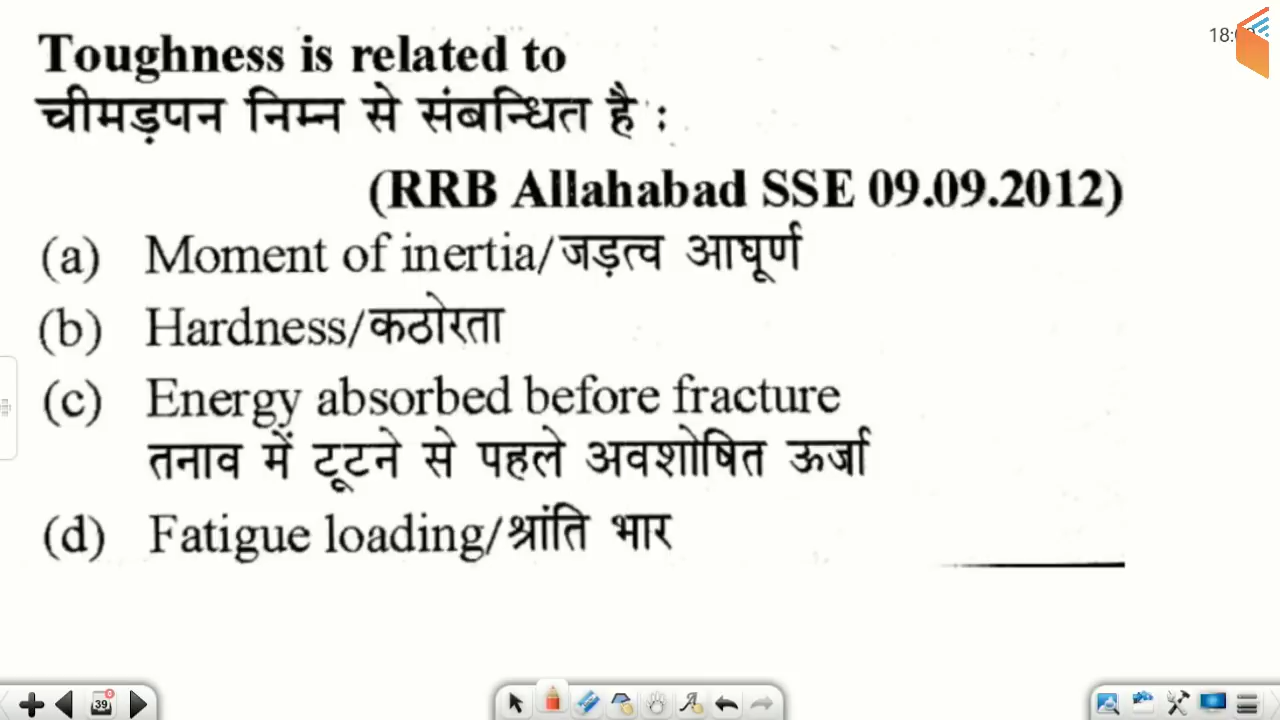 Toughness is related to
चीमड़पन निम्न से संबन्धित है :
(RRB Allahabad SSE 09.09.2012)
(a) Moment of inertia/जड़त्व आघूर्ण
(b) Hardness/कठोरता
(c) Energy absorbed before fracture
तनाव में टूटने से पहले अवशोषित ऊर्जा
(d) Fatigue loading/श्रांति भार
39